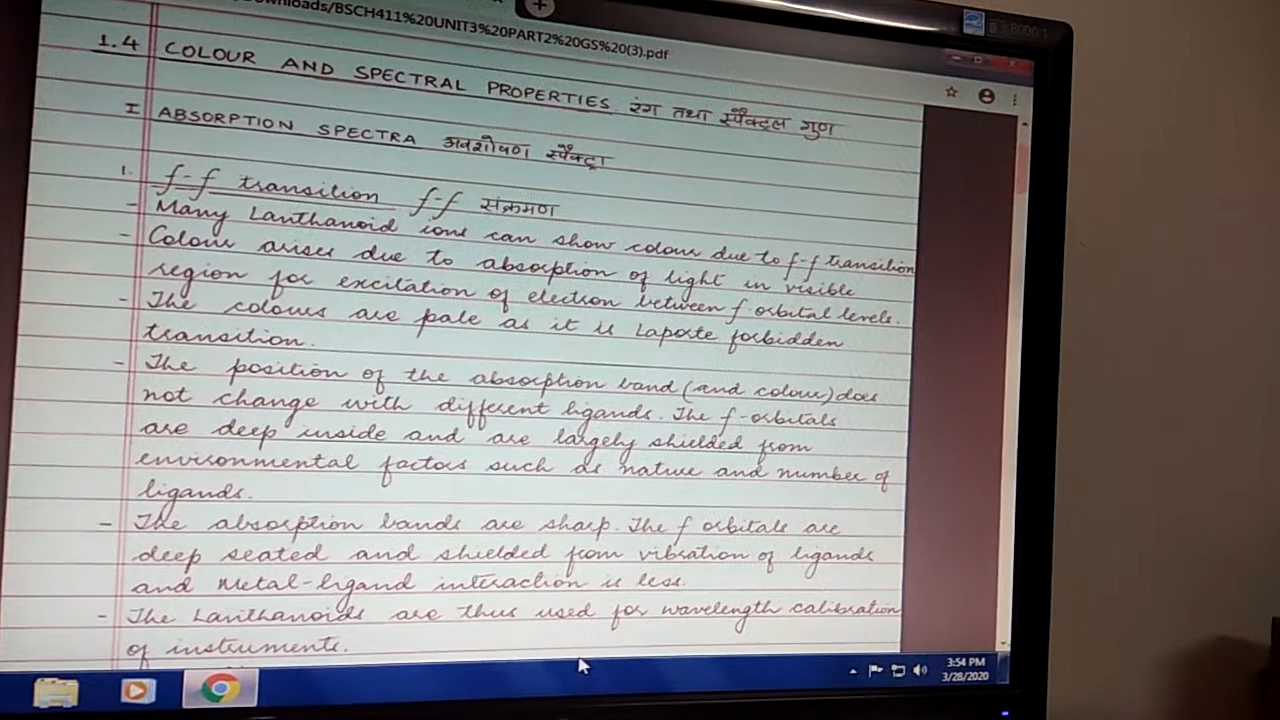 ownloads/BSCH411%20UNIT3%20PART2%20GS%20(3).pdf
1.4 COLOUR AND SPECTRAL PROPERTIES. रंग तथा स्पैक्ट्रल गुण
I ABSORPTION SPECTRA अवशोषण स्पैक्ट्रा
1. f-f transition f-f संक्रमण
- Many Lanthanoid ions can show colour due to f-f transition
- Colour arises due to absorption of light in visible
region for excitation of electron between f orbital levels.
- The colours are pale as it is Laporte forbidden
transition.
- The position of the absorption band (and colour) does
not change with different ligands. The f-orbitals
are deep inside and are largely shielded from
environmental factors such as nature and number of
ligands.
- The absorption bands are sharp. The f orbitals are
deep seated and shielded from vibration of ligands
and metal-ligand interaction is less.
- The Lanthanoids are thus used for wavelength calibration
of instruments.
3:54 PM
3/28/2020